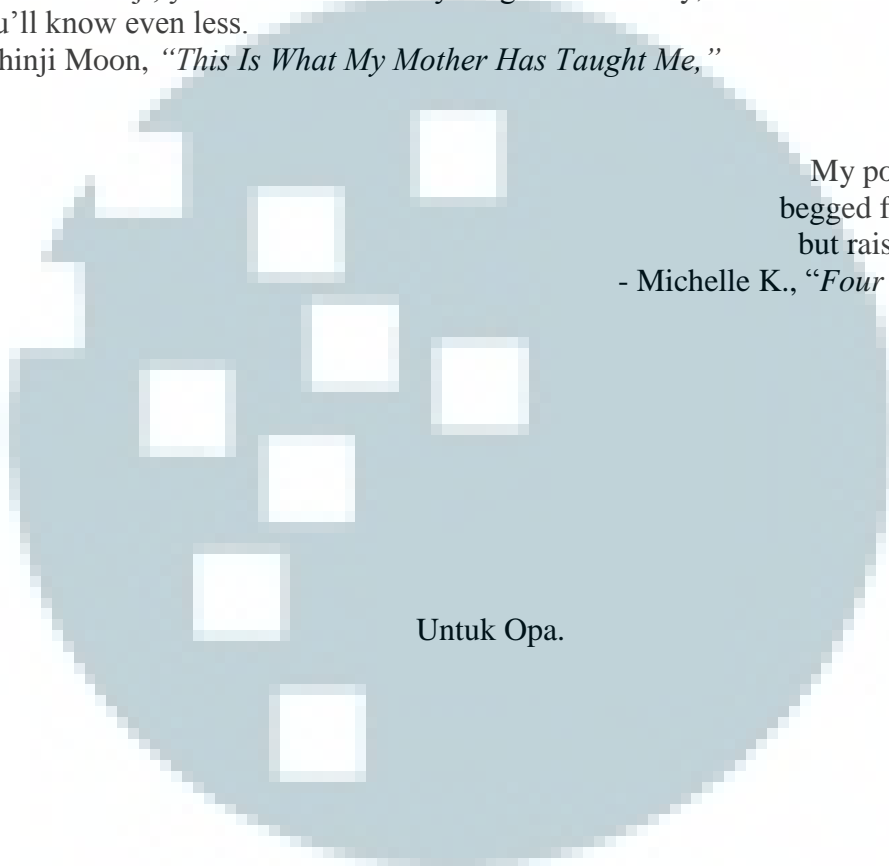 u'll know even less.
hinji Moon, “This Is What My Mother Has Taught Me,”
My po
begged f
but rais
- Michelle K., “Four
Untuk Opa.